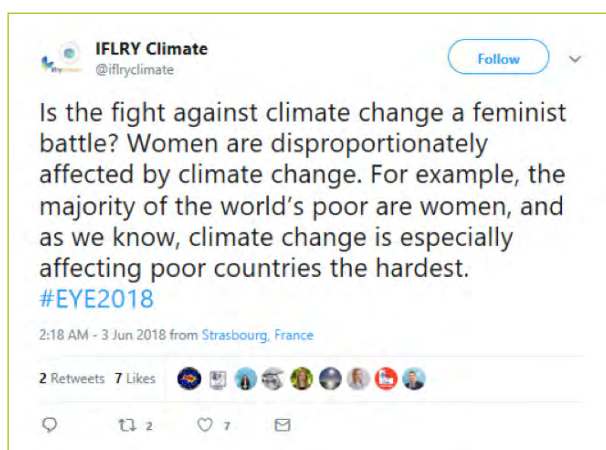 IFLRY Climate
@iflryclimate
Follow
Is the fight against climate change a feminist
battle? Women are disproportionately
affected by climate change. For example, the
majority of the world's poor are women, and
as we know, climate change is especially
affecting poor countries the hardest.
#EYE2018
2:18 AM - 3 Jun 2018 from Strasbourg, France
2 Retweets 7 Likes
2 7